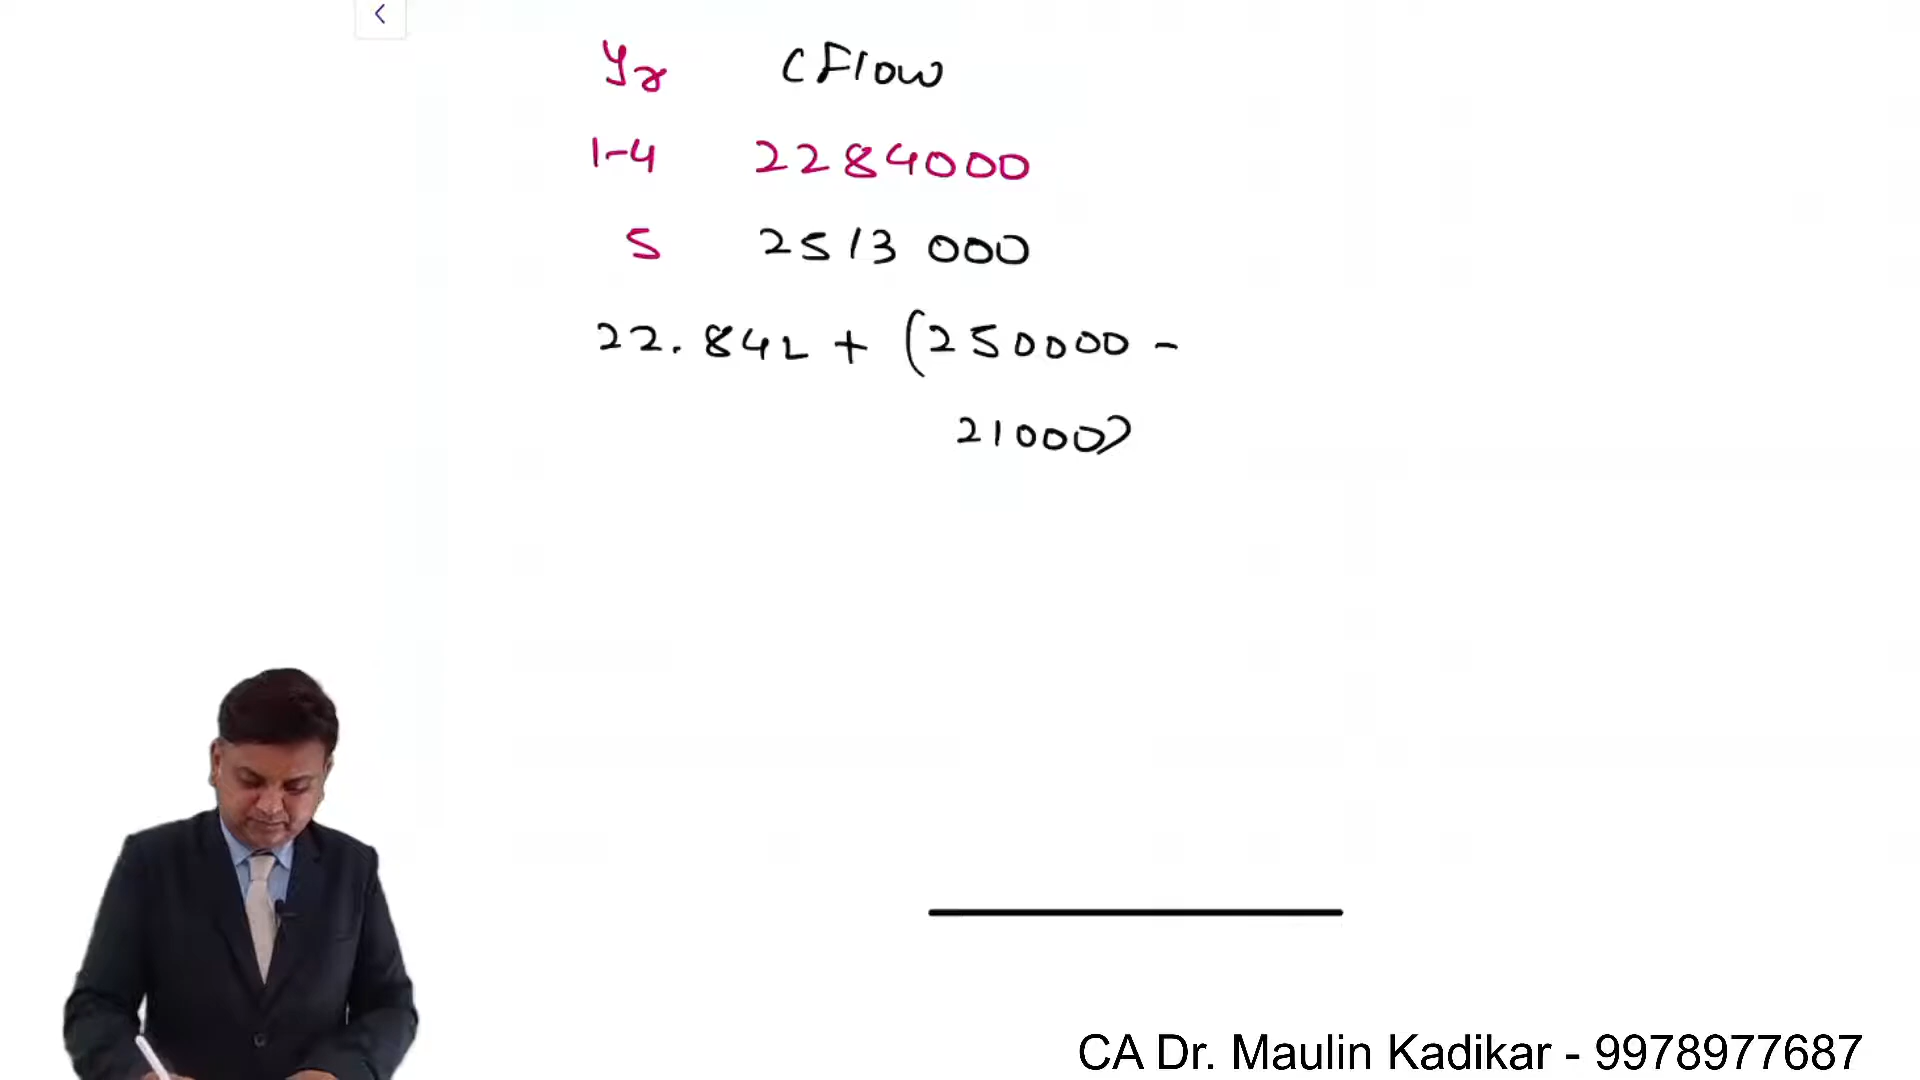 Yr CFlow
1-4 2284000
5 2513 000
22.84L + (250000 -
21000)
CA Dr. Maulin Kadikar - 9978977687